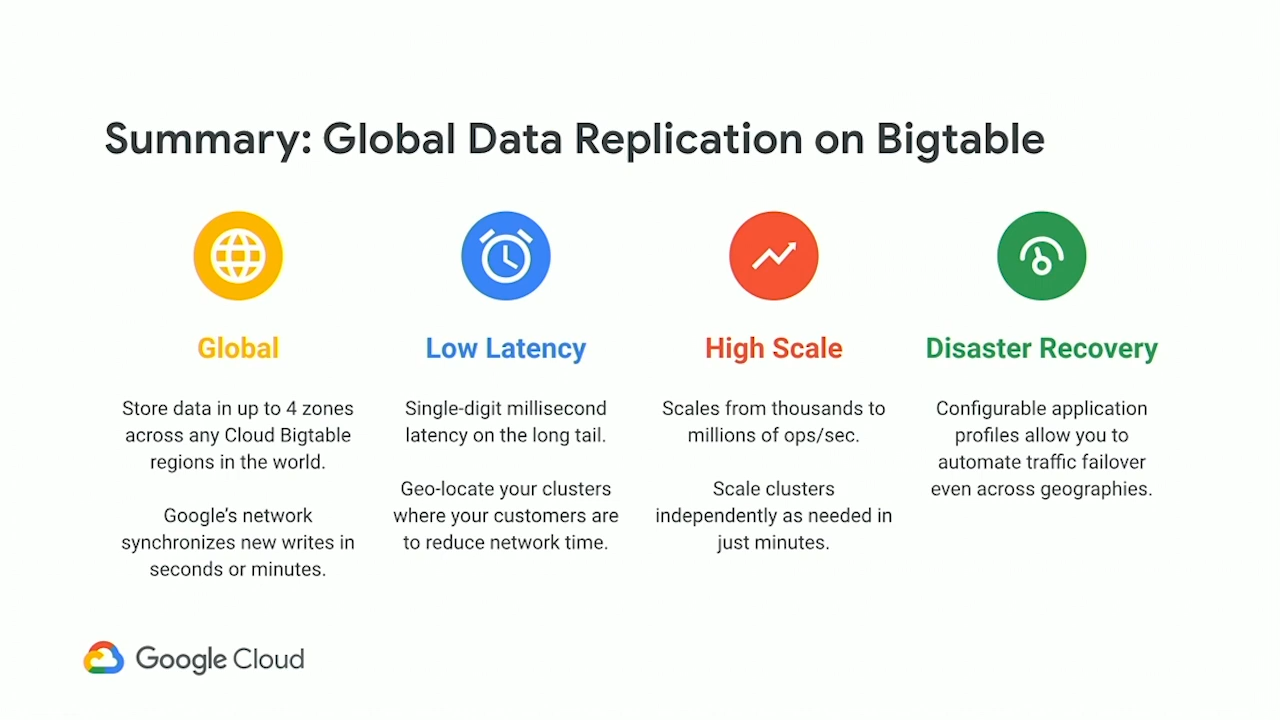 Summary: Global Data Replication on Bigtable
Global
Store data in up to 4 zones
across any Cloud Bigtable
regions in the world.
Google's network
synchronizes new writes in
seconds or minutes.
Low Latency
Single-digit millisecond
latency on the long tail.
Geo-locate your clusters
where your customers are
to reduce network time.
High Scale
Scales from thousands to
millions of ops/sec.
Scale clusters
independently as needed in
just minutes.
Disaster Recovery
Configurable application
profiles allow you to
automate traffic failover
even across geographies.
Google Cloud